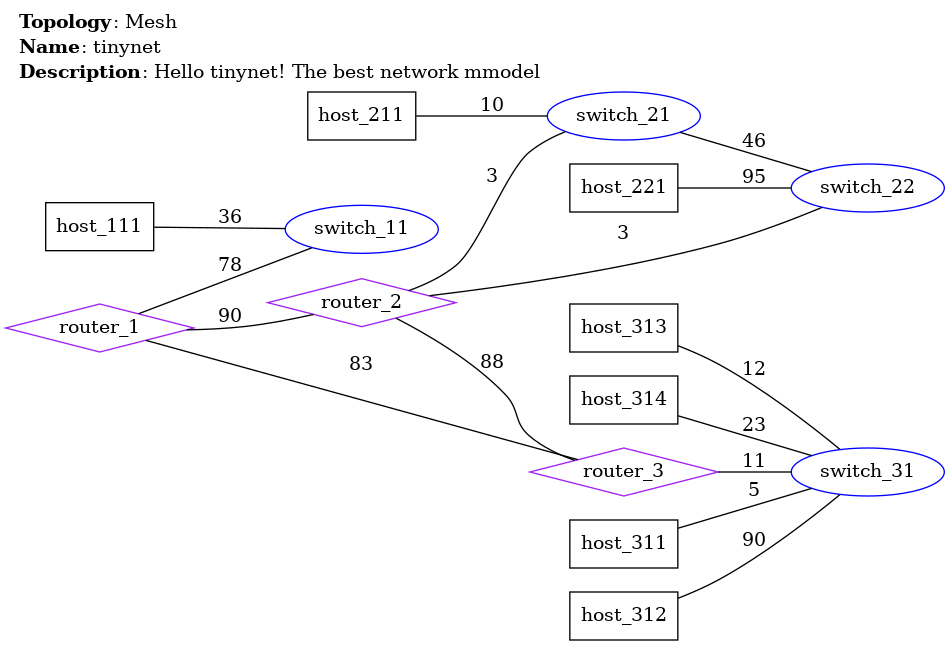 Topology: Mesh
Name: tinynet
Description: Hello tinynet! The best network mmodel
host_211
10
switch_21
46
3
host_221
95
switch_22
host_111
36
switch_11
3
78
router_2
90
router_1
host_313
83
88
12
host_314
23
router_3
11
switch_31
5
host_311
90
host_312